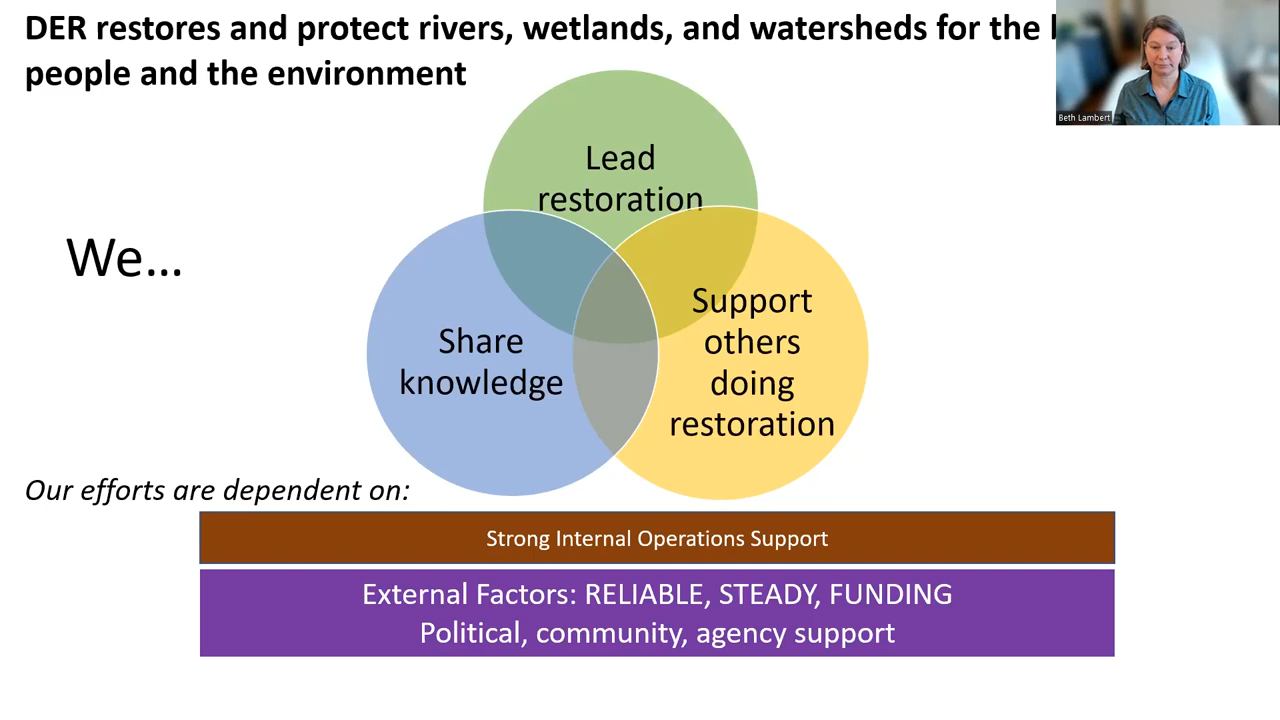 DER restores and protect rivers, wetlands, and watersheds for the
people and the environment
Beth Lambert
Lead
restoration
We…
Share
knowledge
Support
others
doing
restoration
Our efforts are dependent on:
Strong Internal Operations Support
External Factors: RELIABLE, STEADY, FUNDING
Political, community, agency support